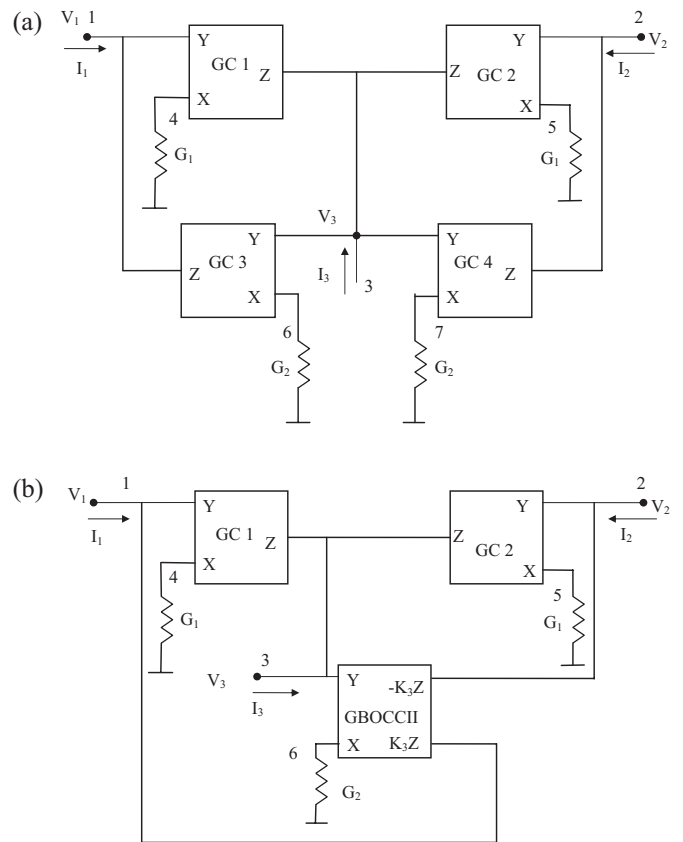 (a)
V₁ 1
2
V₂
I₁
I₂
Y
GC 1
Z
X
Y
Z
GC 2
X
4
G₁
5
G₁
V₃
Y
GC 3
Z
X
Y
GC 4
Z
X
I₃
3
6
G₂
7
G₂
(b)
1
V₁
2
V₂
I₁
I₂
Y
GC 1
Z
X
Y
Z
GC 2
X
4
G₁
5
G₁
3
V₃
I₃
Y
-K₃Z
GBOCCII
K₃Z
X
6
G₂